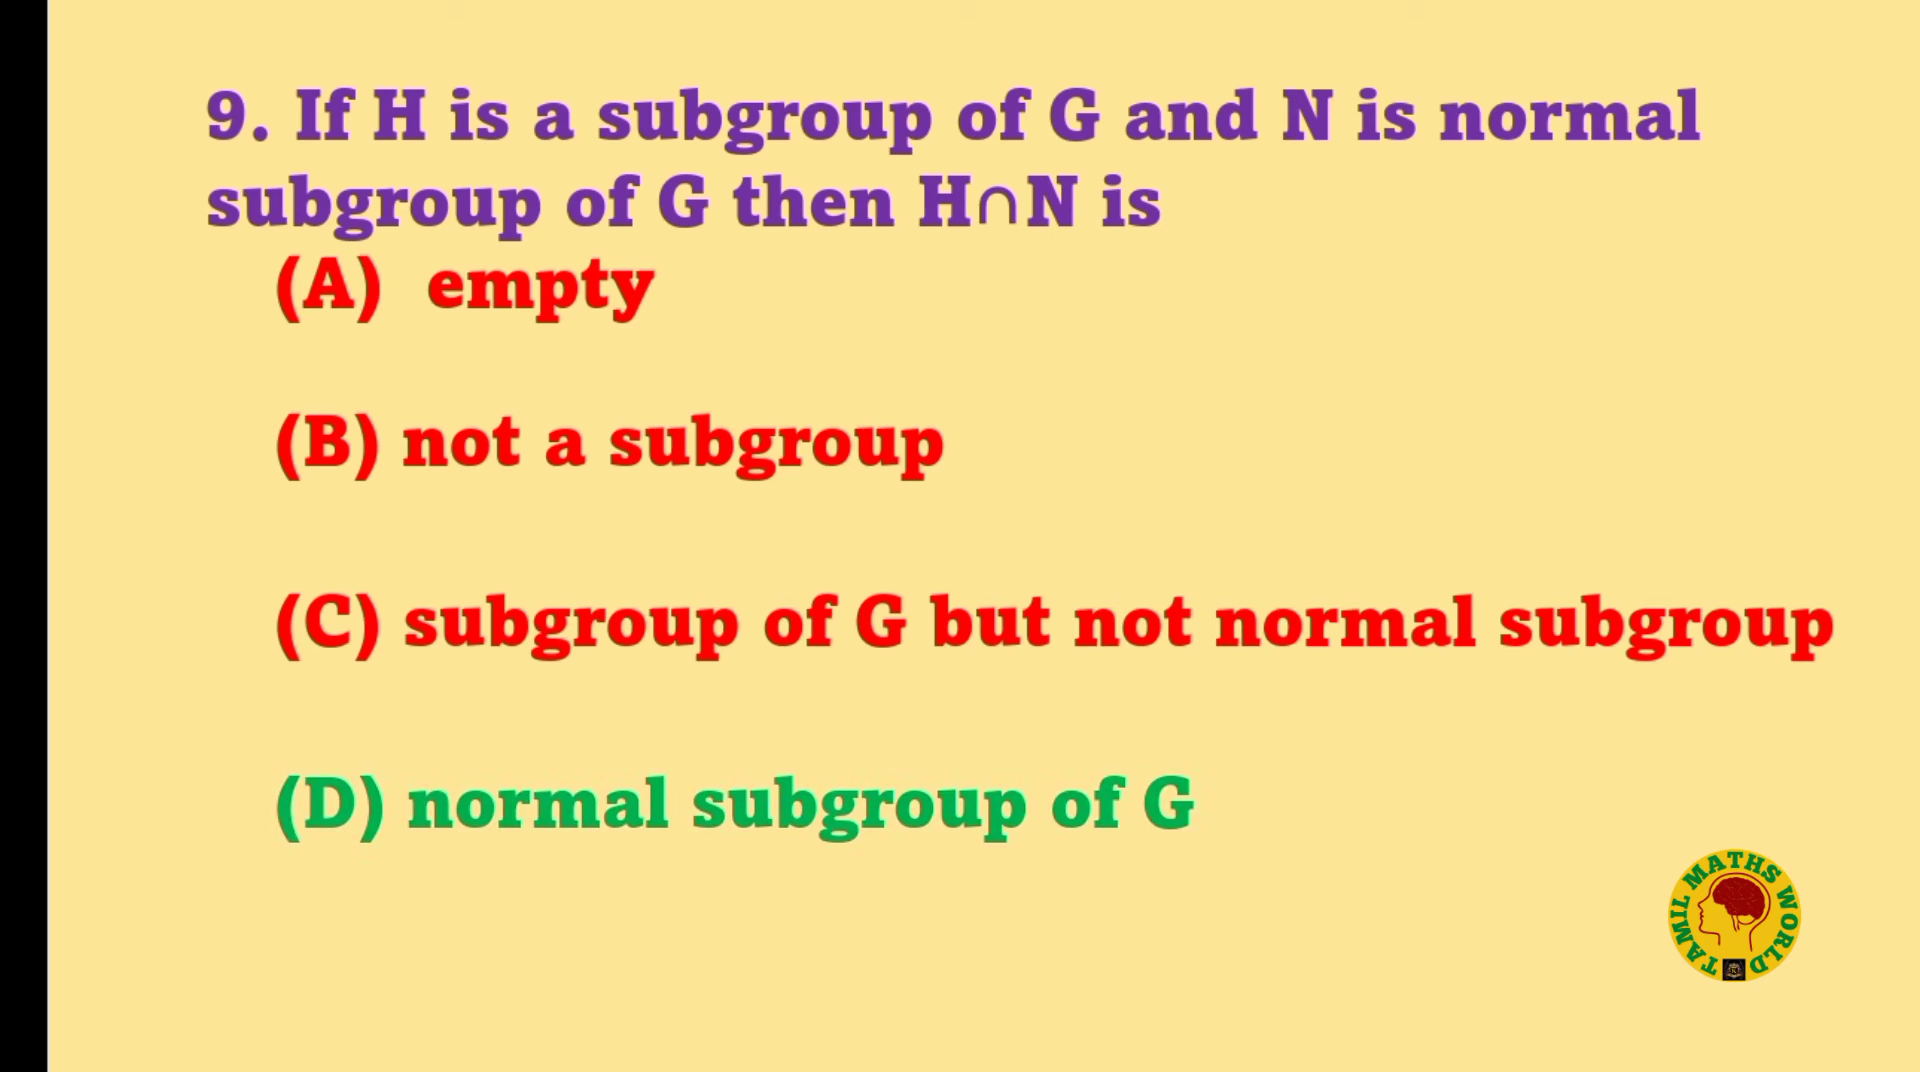 9. If H is a subgroup of G and N is normal
subgroup of G then H∩N is
(A) empty
(B) not a subgroup
(C) subgroup of G but not normal subgroup
(D) normal subgroup of G
TAMIL MATHS WORLD